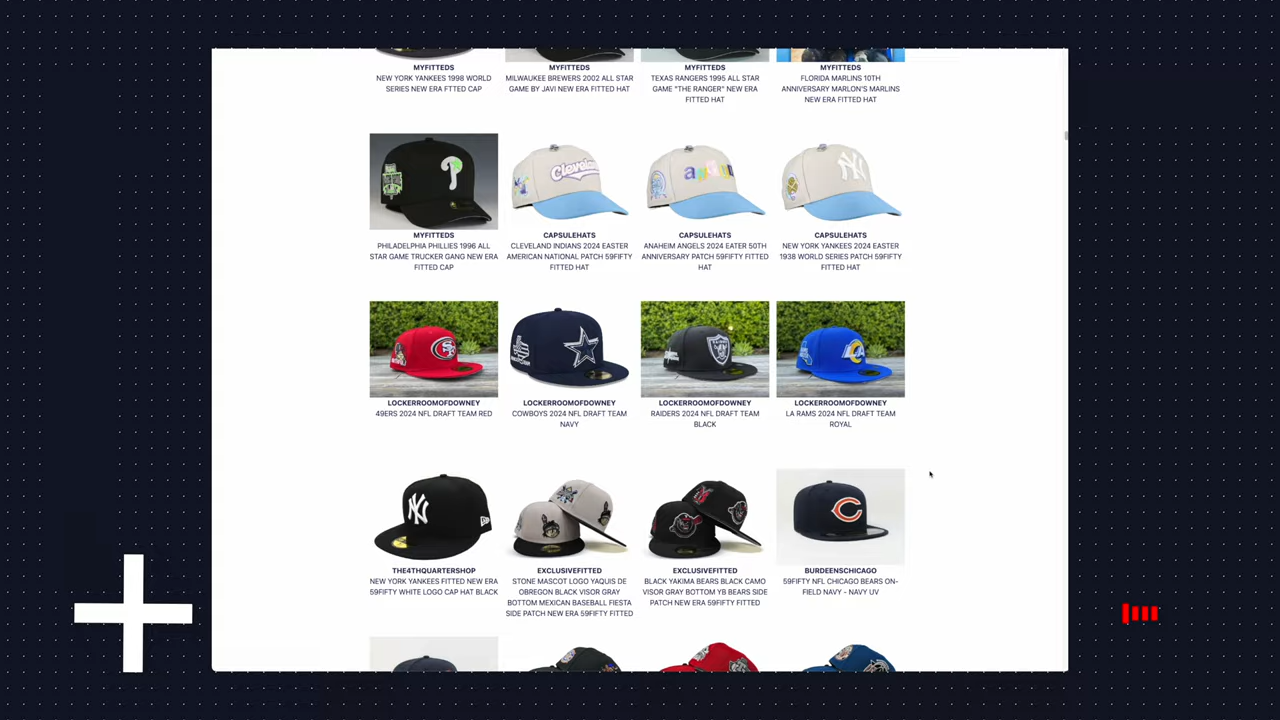 MYFITTEDS
NEW YORK YANKEES 1998 WORLD
SERIES NEW ERA FTTED CAP
MYFITTEDS
MILWAUKEE BREWERS 2002 ALL STAR
GAME BY JAVI NEW ERA FITTED HAT
MYFITTEDS
TEXAS RANGERS 1995 ALL STAR
GAME "THE RANGER" NEW ERA
FITTED HAT
MYFITTEDS
FLORIDA MARLINS 10TH
ANNIVERSARY MARLON'S MARLINS
NEW ERA FITTED HAT
P
Cleveland
NY
MYFITTEDS
PHILADELPHIA PHILLIES 1996 ALL
STAR GAME TRUCKER GANG NEW ERA
FITTED CAP
CAPSULEHATS
CLEVELAND INDIANS 2024 EASTER
AMERICAN NATIONAL PATCH 59FIFTY
FITTED HAT
CAPSULEHATS
ANAHEIM ANGELS 2024 EATER 50TH
ANNIVERSARY PATCH 59FIFTY FITTED
HAT
CAPSULEHATS
NEW YORK YANKEES 2024 EASTER
1938 WORLD SERIES PATCH 59FIFTY
FITTED HAT
SF
LOCKERROOMOFDOWNEY
49ERS 2024 NFL DRAFT TEAM RED
LOCKERROOMOFDOWNEY
COWBOYS 2024 NFL DRAFT TEAM
NAVY
LOCKERROOMOFDOWNEY
RAIDERS 2024 NFL DRAFT TEAM
BLACK
LOCKERROOMOFDOWNEY
LA RAMS 2024 NFL DRAFT TEAM
ROYAL
NY
C
THE4THQUARTERSHOP
NEW YORK YANKEES FITTED NEW ERA
59FIFTY WHITE LOGO CAP HAT BLACK
EXCLUSIVEFITTED
STONE MASCOT LOGO YAQUIS DE
OBREGON BLACK VISOR GRAY
BOTTOM MEXICAN BASEBALL FIESTA
SIDE PATCH NEW ERA 59FIFTY FITTED
EXCLUSIVEFITTED
BLACK YAKIMA BEARS BLACK CAMO
VISOR GRAY BOTTOM YB BEARS SIDE
PATCH NEW ERA 59FIFTY FITTED
BURDEENSCHICAGO
59FIFTY NFL CHICAGO BEARS ON-
FIELD NAVY - NAVY UV